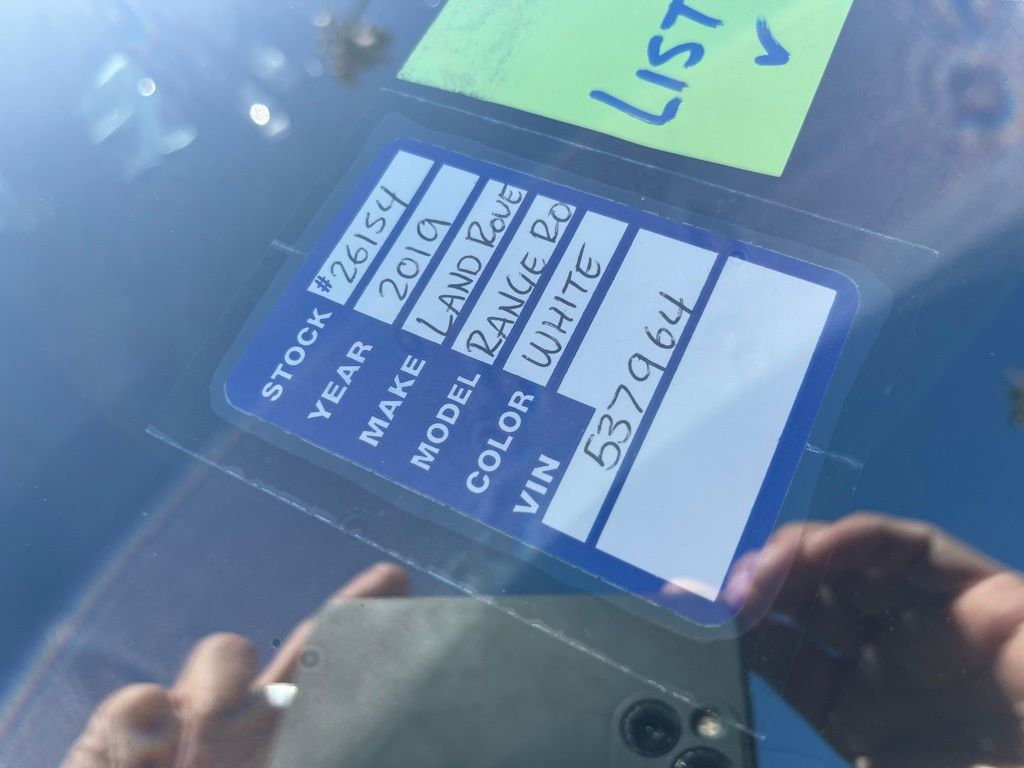 LIST ✓
STOCK #26154
YEAR 2019
MAKE LAND ROVE
MODEL RANGE RO
COLOR WHITE
VIN
537964